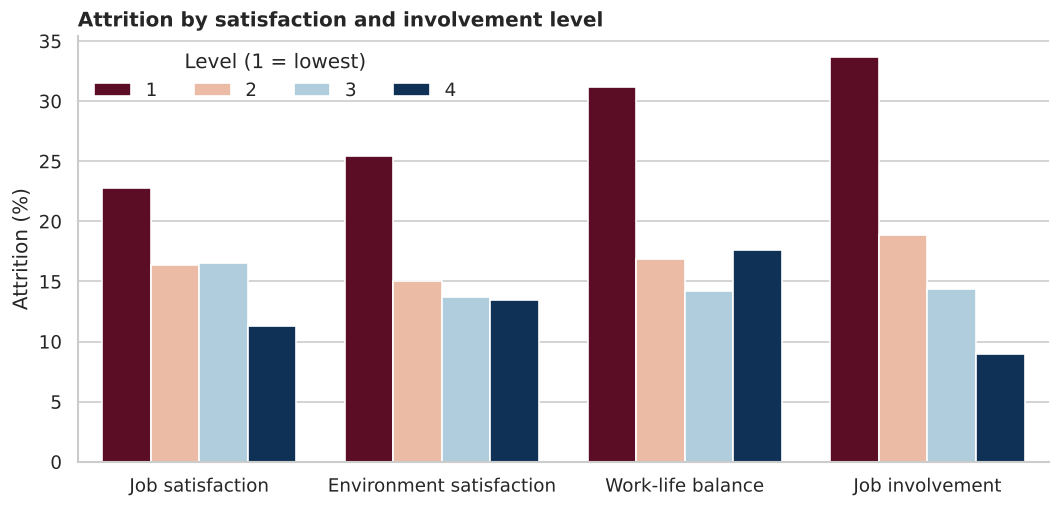 Attrition by satisfaction and involvement level
Level (1 = lowest)
1 2 3 4
Attrition (%)
35
30
25
20
15
10
5
0
Job satisfaction Environment satisfaction Work-life balance Job involvement